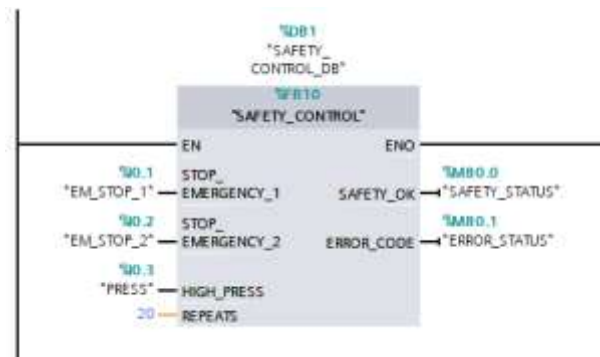 %DB1
"SAFETY_
CONTROL_DB"
%FB10
"SAFETY_CONTROL"
EN ENO
%I0.1
"EM_STOP_1"
STOP_
EMERGENCY_1
%I0.2
"EM_STOP_2"
STOP_
EMERGENCY_2
%I0.3
"PRESS"
HIGH_PRESS
20
REPEATS
SAFETY_OK
%M80.0
"SAFETY_STATUS"
ERROR_CODE
%M80.1
"ERROR_STATUS"